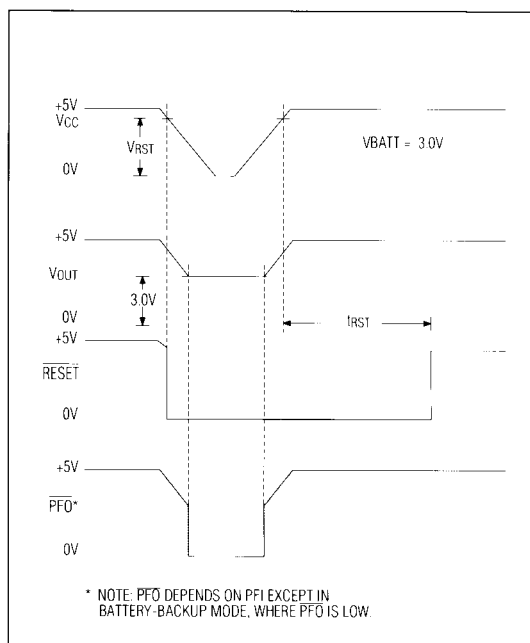 +5V
VCC
VRST
0V
VBATT = 3.0V
+5V
VOUT
3.0V
0V
tRST
+5V
RESET
0V
+5V
PFO*
0V
* NOTE: PFO DEPENDS ON PFI EXCEPT IN
BATTERY-BACKUP MODE, WHERE PFO IS LOW.